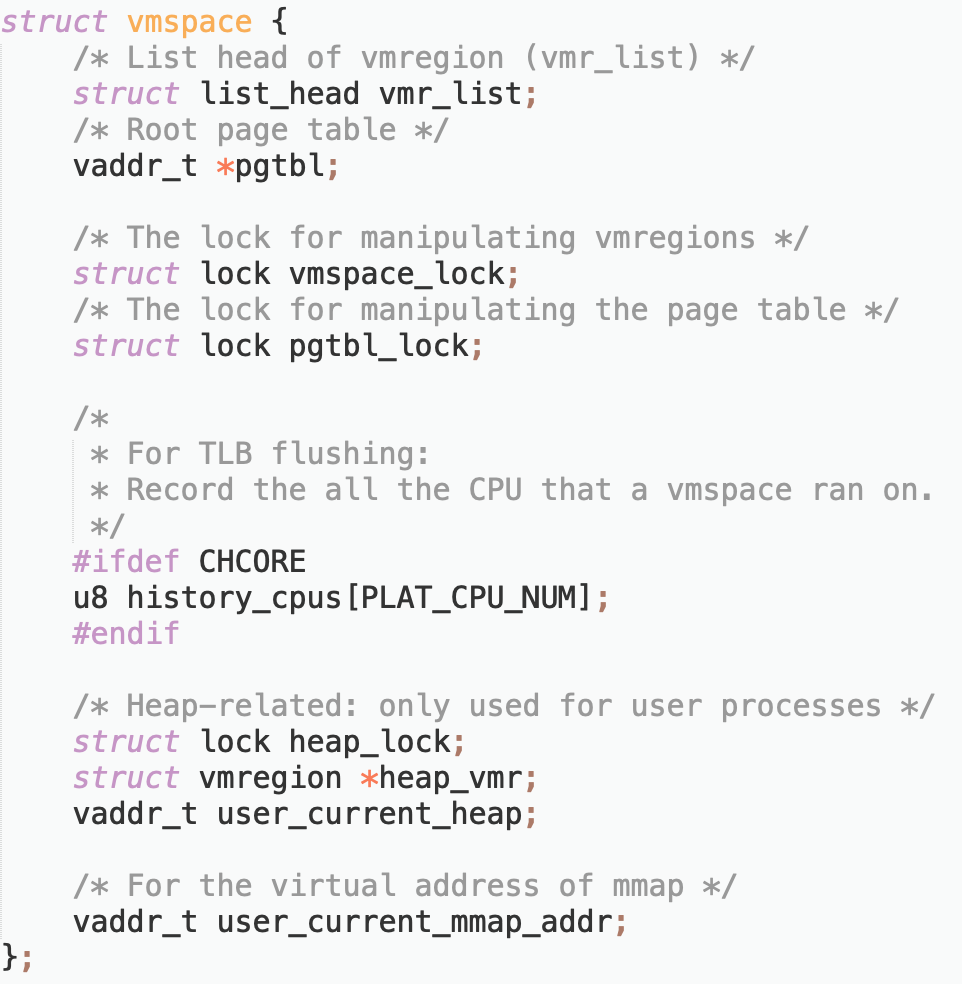 struct vmspace {
/* List head of vmregion (vmr_list) */
struct list_head vmr_list;
/* Root page table */
vaddr_t *pgtbl;
/* The lock for manipulating vmregions */
struct lock vmspace_lock;
/* The lock for manipulating the page table */
struct lock pgtbl_lock;
/*
* For TLB flushing:
* Record the all the CPU that a vmspace ran on.
*/
#ifdef CHCORE
u8 history_cpus[PLAT_CPU_NUM];
#endif
/* Heap-related: only used for user processes */
struct lock heap_lock;
struct vmregion *heap_vmr;
vaddr_t user_current_heap;
/* For the virtual address of mmap */
vaddr_t user_current_mmap_addr;
};